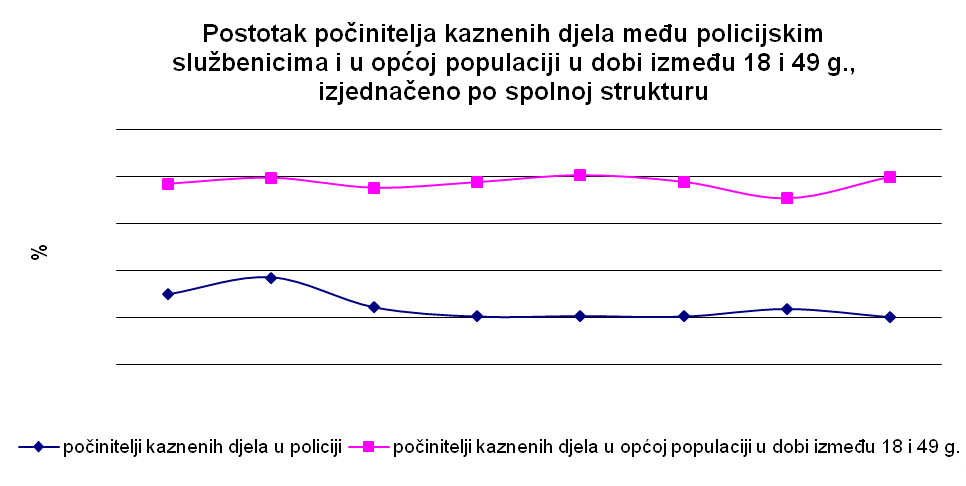 Postotak počinitelja kaznenih djela među policijskim
službenicima i u općoj populaciji u dobi između 18 i 49 g.,
izjednačeno po spolnoj strukturu
%
počinitelji kaznenih djela u policiji
počinitelji kaznenih djela u općoj populaciji u dobi između 18 i 49 g.